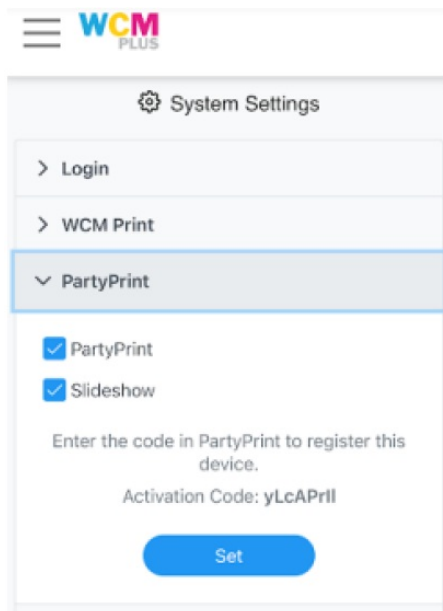 WCM
PLUS
System Settings
Login
WCM Print
PartyPrint
PartyPrint
Slideshow
Enter the code in PartyPrint to register this
device.
Activation Code:
Set